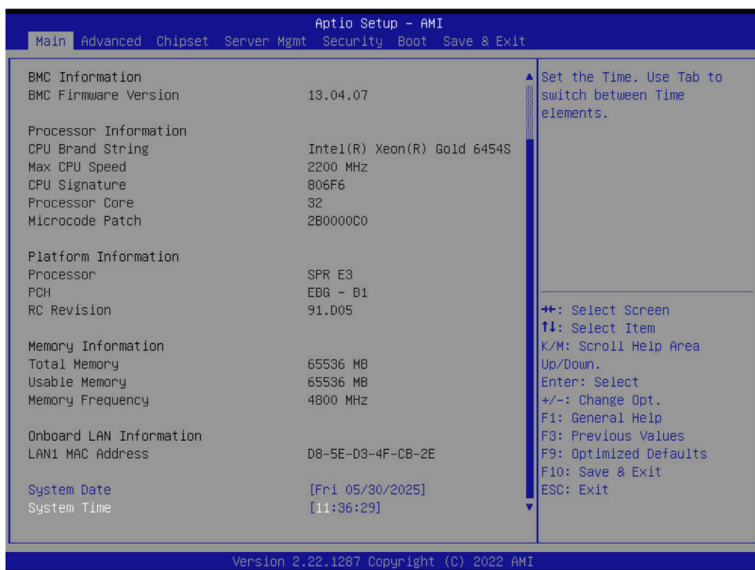 Aptio Setup – AMI
Main Advanced Chipset Server Mgmt Security Boot Save & Exit
BMC Information
BMC Firmware Version 13.04.07
Processor Information
CPU Brand String Intel(R) Xeon(R) Gold 6454S
Max CPU Speed 2200 MHz
CPU Signature 806F6
Processor Core 32
Microcode Patch 2B0000C0
Platform Information
Processor SPR E3
PCH EBG – B1
RC Revision 91.D05
Memory Information
Total Memory 65536 MB
Usable Memory 65536 MB
Memory Frequency 4800 MHz
Onboard LAN Information
LAN1 MAC Address D8-5E-D3-4F-CB-2E
System Date [Fri 05/30/2025]
System Time [11:36:29]
Set the Time. Use Tab to
switch between Time
elements.
→←: Select Screen
↑↓: Select Item
K/M: Scroll Help Area
Up/Down.
Enter: Select
+/-: Change Opt.
F1: General Help
F3: Previous Values
F9: Optimized Defaults
F10: Save & Exit
ESC: Exit
Version 2.22.1287 Copyright (C) 2022 AMI